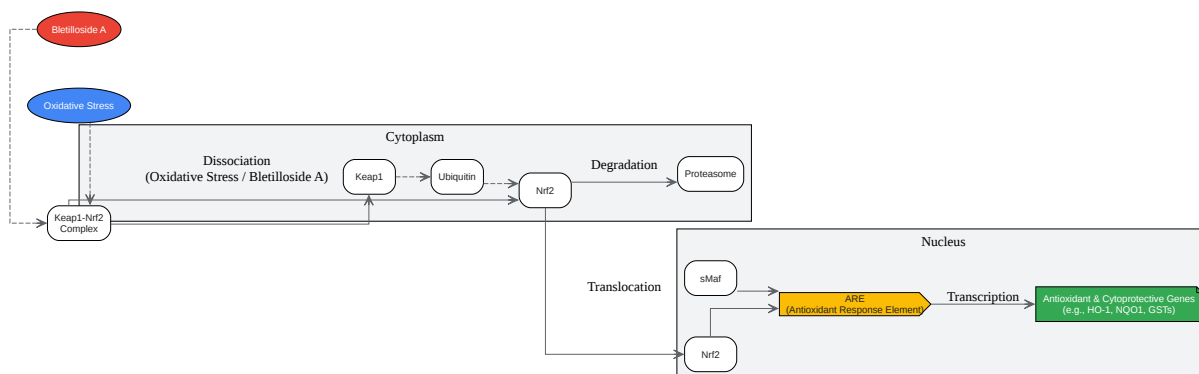 Bletilloside A
Oxidative Stress
Cytoplasm
Dissociation
(Oxidative Stress / Bletilloside A)
Keap1
Ubiquitin
Nrf2
Degradation
Proteasome
Keap1-Nrf2
Complex
Nucleus
Translocation
sMaf
ARE
(Antioxidant Response Element)
Transcription
Antioxidant & Cytoprotective Genes
(e.g., HO-1, NQO1, GSTs)
Nrf2